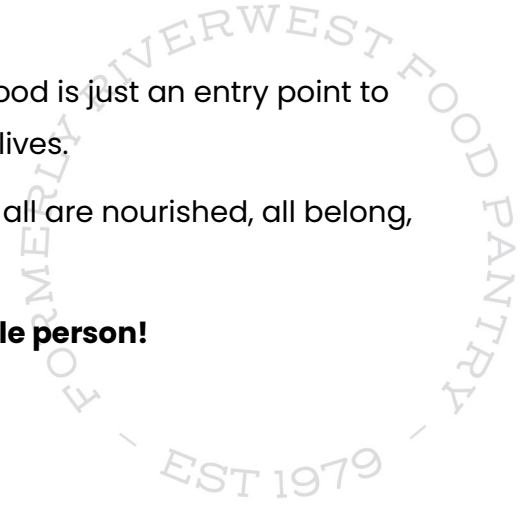 FORMERLY RIVERWEST FOOD PANTRY
ood is just an entry point to
lives.
all are nourished, all belong,
le person!
- EST 1979 -